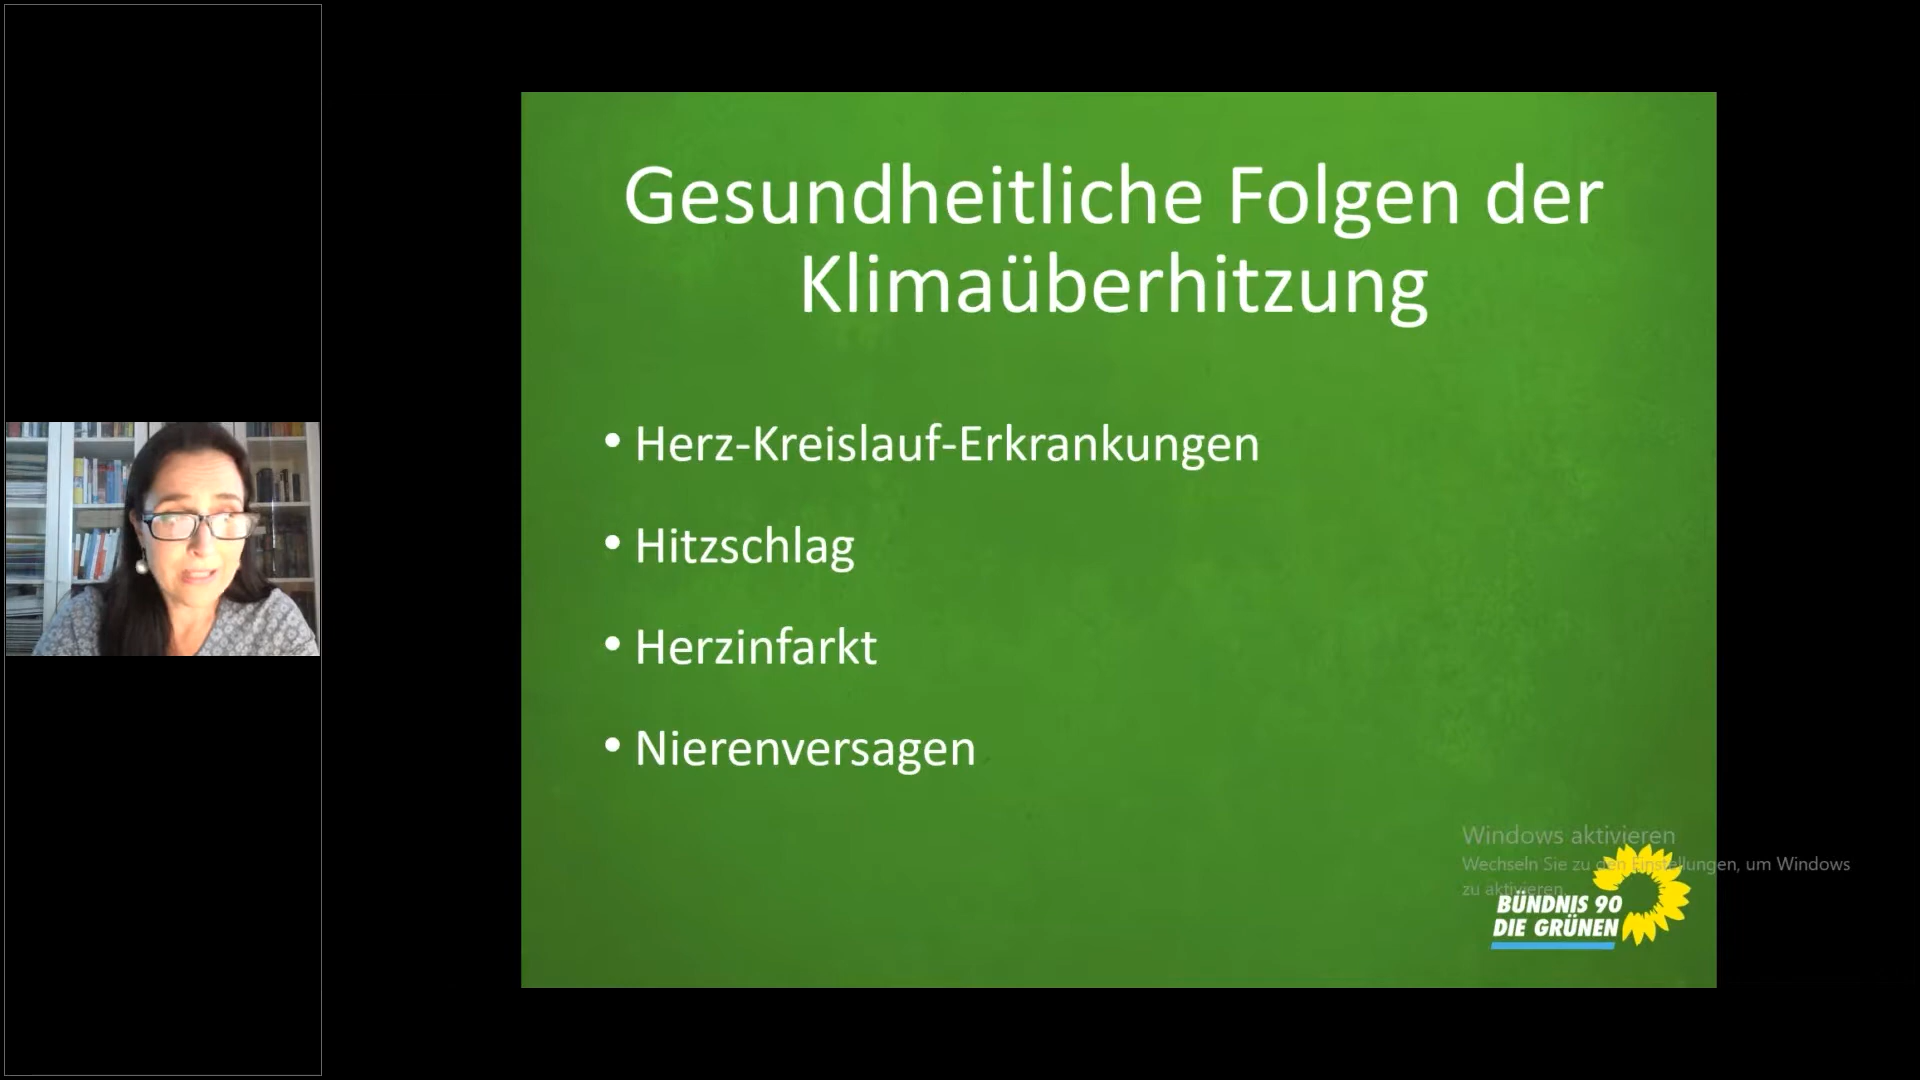 Gesundheitliche Folgen der
Klimaüberhitzung
• Herz-Kreislauf-Erkrankungen
• Hitzschlag
• Herzinfarkt
• Nierenversagen
Windows aktivieren
Wechseln Sie zu den Einstellungen, um Windows
zu aktivieren.
BÜNDNIS 90
DIE GRÜNEN